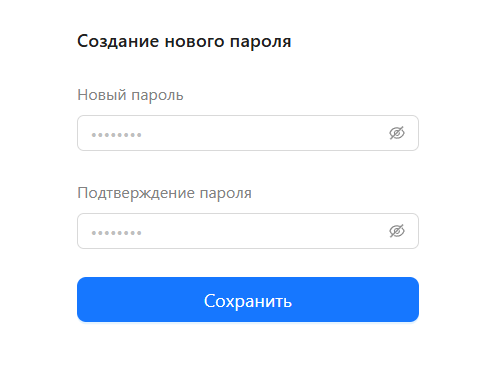 Создание нового пароля
Новый пароль
••••••••
Подтверждение пароля
••••••••
Сохранить